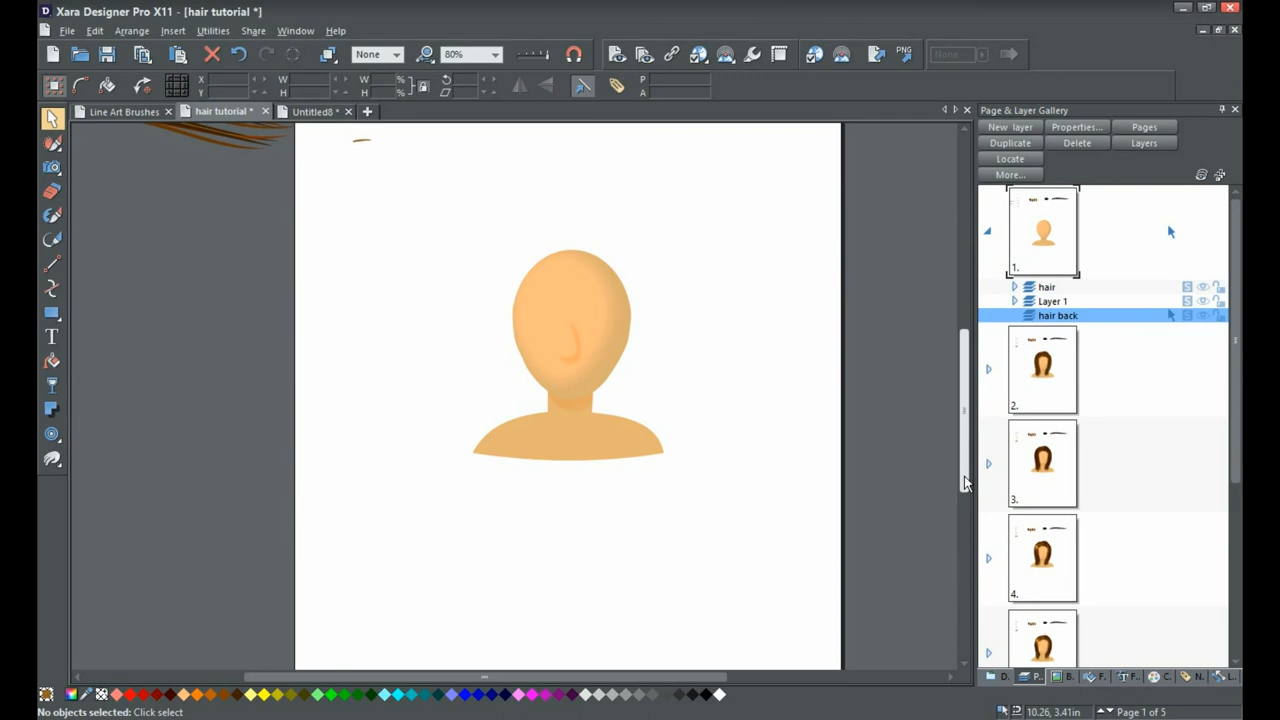 Xara Designer Pro X11 - [hair tutorial *]
File Edit Arrange Insert Utilities Share Window Help
None 80% PNG None
X Y W H W H % % P A
Line Art Brushes hair tutorial * Untitled8 *
Page & Layer Gallery
New layer Properties... Pages
Duplicate Delete Layers
Locate
More...
1.
hair S
Layer 1 S
hair back S
2.
3.
4.
D. P.. B. F. F.. C. N. L..
No objects selected: Click select 10.26, 3.41in Page 1 of 5